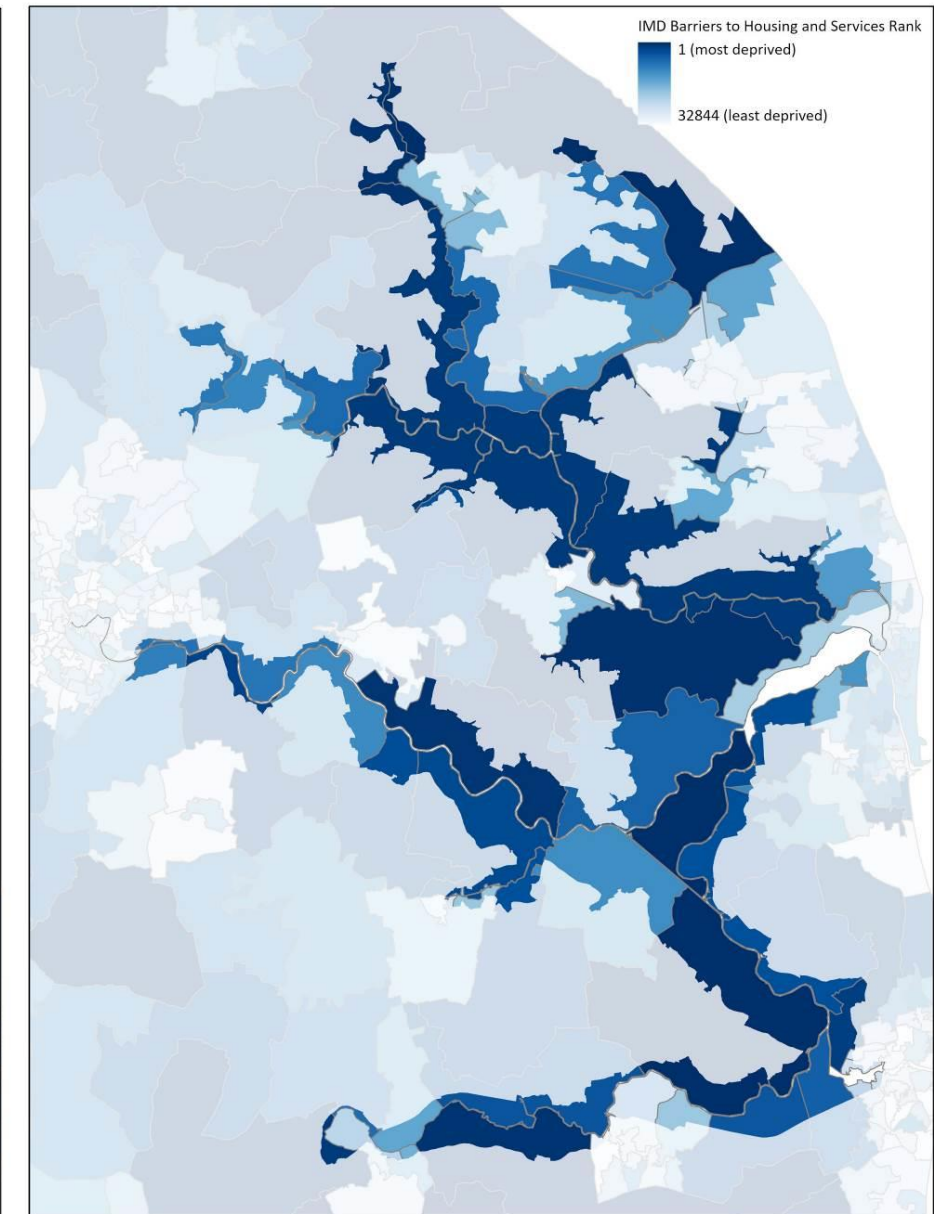 IMD Barriers to Housing and Services Rank
1 (most deprived)
32844 (least deprived)